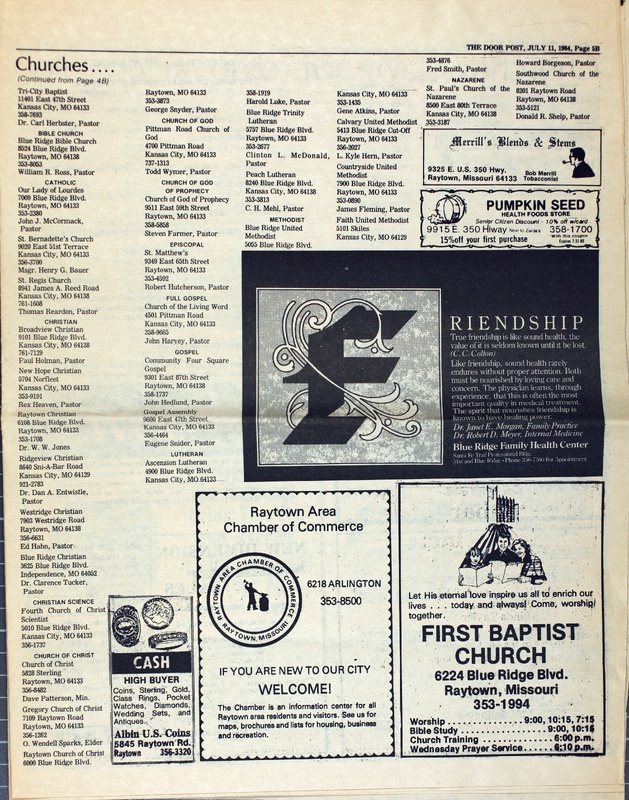 THE DOOR POST, JULY 11, 1984, Page 5B
Churches....
(Continued from Page 4B)
Tri-City Baptist
11401 East 47th Street
Kansas City, MO 64133
358-7693
Dr. Carl Herbster, Pastor
BIBLE CHURCH
Blue Ridge Bible Church
8524 Blue Ridge Blvd.
Raytown, MO 64138
353-8053
William R. Ross, Pastor
CATHOLIC
Our Lady of Lourdes
7009 Blue Ridge Blvd.
Raytown, MO 64133
353-2380
John J. McCormack,
Pastor
St. Bernadette's Church
9020 East 51st Terrace
Kansas City, MO 64133
356-3700
Msgr. Henry G. Bauer
St. Regis Church
8941 James A. Reed Road
Kansas City, MO 64138
761-1608
Thomas Reardon, Pastor
CHRISTIAN
Broadview Christian
9101 Blue Ridge Blvd.
Kansas City, MO 64138
761-7129
Paul Holman, Pastor
New Hope Christian
5704 Norfleet
Kansas City, MO 64133
353-9191
Rex Heaven, Pastor
Raytown Christian
6108 Blue Ridge Blvd.
Raytown, MO 64133
353-1708
Dr. W. W. Jones
Ridgeview Christian
8640 Sni-A-Bar Road
Kansas City, MO 64129
921-2783
Dr. Dan A. Entwistle,
Pastor
Westridge Christian
7903 Westridge Road
Raytown, MO 64138
356-6631
Ed Hahn, Pastor
Blue Ridge Christian
3625 Blue Ridge Blvd.
Independence, MO 64052
Dr. Clarence Tucker,
Pastor
CHRISTIAN SCIENCE
Fourth Church of Christ
Scientist
5010 Blue Ridge Blvd.
Kansas City, MO 64133
356-1737
CHURCH OF CHRIST
Church of Christ
5828 Sterling
Raytown, MO 64133
356-8482
Dave Patterson, Min.
Gregory Church of Christ
7109 Raytown Road
Raytown, MO 64133
356-1262
O. Wendell Sparks, Elder
Raytown Church of Christ
6000 Blue Ridge Blvd.
Raytown, MO 64133
353-3873
George Snyder, Pastor
CHURCH OF GOD
Pittman Road Church of
God
4700 Pittman Road
Kansas City, MO 64133
737-1313
Todd Wymer, Pastor
CHURCH OF GOD
OF PROPHECY
Church of God of Prophecy
9511 East 59th Street
Raytown, MO 64133
358-5858
Steven Farmer, Pastor
EPISCOPAL
St. Matthew's
9349 East 65th Street
Raytown, MO 64133
353-4592
Robert Hutcherson, Pastor
FULL GOSPEL
Church of the Living Word
4501 Pittman Road
Kansas City, MO 64133
358-9665
John Harvey, Pastor
GOSPEL
Community Four Square
Gospel
9301 East 87th Street
Raytown, MO 64138
358-1737
John Hedlund, Pastor
Gospel Assembly
9600 East 47th Street
Kansas City, MO 64133
356-4464
Eugene Snider, Pastor
LUTHERAN
Ascension Lutheran
4900 Blue Ridge Blvd.
Kansas City, MO 64133
358-1919
Harold Luke, Pastor
Blue Ridge Trinity
Lutheran
5757 Blue Ridge Blvd.
Raytown, MO 64133
353-2677
Clinton L. McDonald,
Pastor
Peach Lutheran
8240 Blue Ridge Blvd.
Kansas City, MO 64138
353-3813
C. H. Mehl, Pastor
METHODIST
Blue Ridge United
Methodist
5055 Blue Ridge Blvd.
Kansas City, MO 64133
353-1435
Gene Atkins, Pastor
Calvary United Methodist
5413 Blue Ridge Cut-Off
Raytown, MO 64133
356-2027
L. Kyle Hern, Pastor
Countryside United
Methodist
7900 Blue Ridge Blvd.
Raytown, MO 64133
353-0890
James Fleming, Pastor
Faith United Methodist
5101 Skiles
Kansas City, MO 64129
353-4876
Fred Smith, Pastor
NAZARENE
St. Paul's Church of the
Nazarene
8500 East 80th Terrace
Kansas City, MO 64138
353-3187
Howard Borgeson, Pastor
Southwood Church of the
Nazarene
8201 Raytown Road
Raytown, MO 64138
353-5121
Donald R. Shelp, Pastor
Merrill's Blends & Stems
9325 E. U.S. 350 Hwy.
Raytown, Missouri 64133
Bob Merrill
Tobacconist
PUMPKIN SEED
HEALTH FOODS STORE
Senior Citizen Discount - 10% off w/card
9915 E. 350 Hiway Next to Zarda's 358-1700
15% off your first purchase
With this coupon
Expires 7-31-85
F
RIENDSHIP
True friendship is like sound health, the
value of it is seldom known until it be lost.
(C. C. Colton)
Like friendship, sound health rarely
endures without proper attention. Both
must be nourished by loving care and
concern. The physician learns, through
experience, that this is often the most
important quality in medical treatment.
The spirit that nourishes friendship is
known to have healing power.
Dr. Janet E. Morgan, Family Practice
Dr. Robert D. Meyer, Internal Medicine
Blue Ridge Family Health Center
Santa Fe Trail Professional Bldg.
51st and Blue Ridge • Phone 356-7560 for Appointment
CASH
HIGH BUYER
Coins, Sterling, Gold,
Class Rings, Pocket
Watches, Diamonds,
Wedding Sets, and
Antiques.
Albin U.S. Coins
5845 Raytown Rd.
Raytown 356-3320
Raytown Area
Chamber of Commerce
RAYTOWN AREA CHAMBER OF COMMERCE
RAYTOWN, MISSOURI
6218 ARLINGTON
353-8500
IF YOU ARE NEW TO OUR CITY
WELCOME!
The Chamber is an information center for all
Raytown area residents and visitors. See us for
maps, brochures and lists for housing, business
and recreation.
Let His eternal love inspire us all to enrich our
lives . . . today and always! Come, worship
together.
FIRST BAPTIST
CHURCH
6224 Blue Ridge Blvd.
Raytown, Missouri
353-1994
Worship . . . . . . . . . . . . 9:00, 10:15, 7:15
Bible Study . . . . . . . . . . . . . . 9:00, 10:15
Church Training . . . . . . . . . . . 6:00 p.m.
Wednesday Prayer Service . . . . . 6:10 p.m.